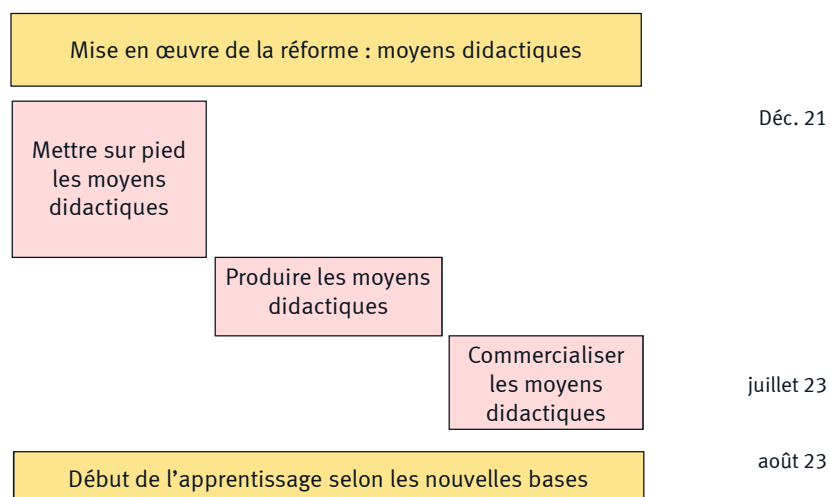 Mise en œuvre de la réforme : moyens didactiques
Déc. 21
Mettre sur pied
les moyens
didactiques
Produire les moyens
didactiques
Commercialiser
les moyens
didactiques
juillet 23
août 23
Début de l’apprentissage selon les nouvelles bases